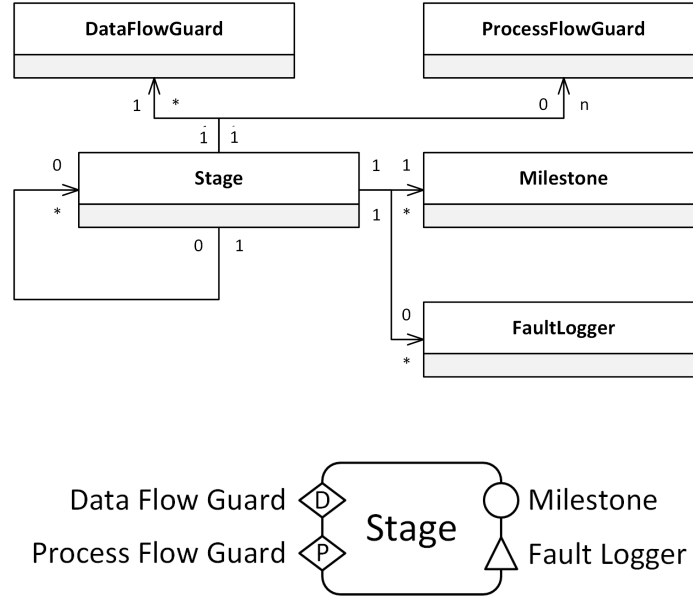 DataFlowGuard
ProcessFlowGuard
1 *
0 n
1 1
0
Stage
1 1
Milestone
*
1 *
0 1
0
FaultLogger
*
Data Flow Guard D
Stage
Milestone
Process Flow Guard P
Fault Logger